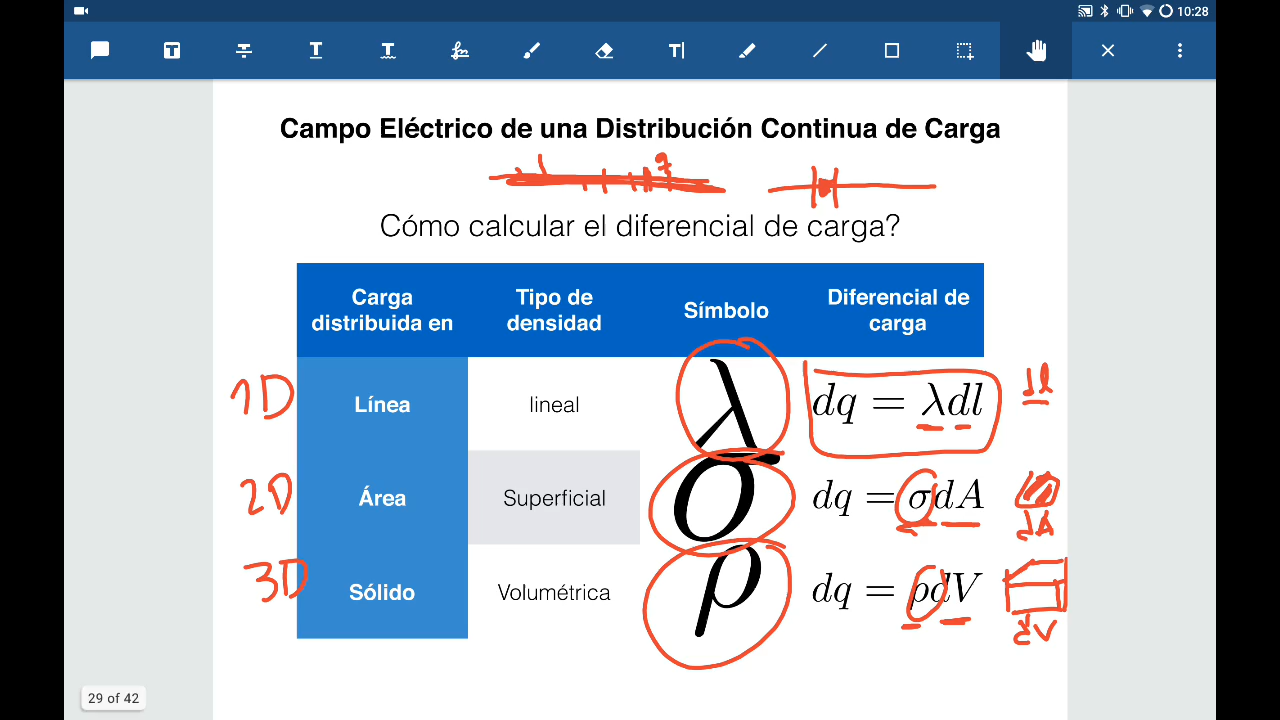 10:28
Campo Eléctrico de una Distribución Continua de Carga
Cómo calcular el diferencial de carga?
Carga distribuida en
Tipo de densidad
Símbolo
Diferencial de carga
1D
Línea
lineal
λ
dq = λdl
dl
2D
Área
Superficial
σ
dq = σdA
dA
3D
Sólido
Volumétrica
ρ
dq = ρdV
dV
29 of 42